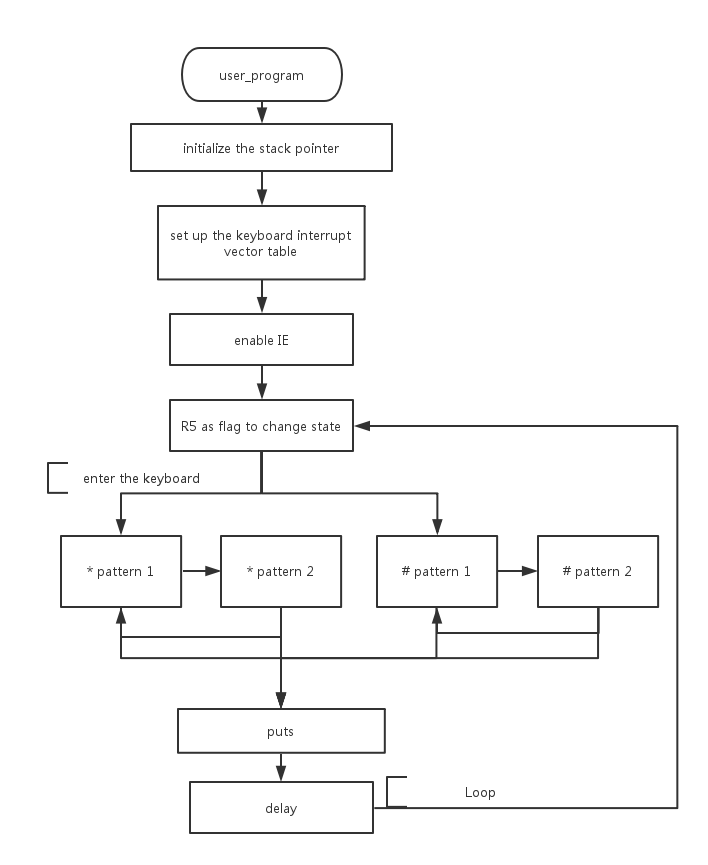 user_program
initialize the stack pointer
set up the keyboard interrupt
vector table
enable IE
R5 as flag to change state
enter the keyboard
* pattern 1
* pattern 2
# pattern 1
# pattern 2
puts
Loop
delay